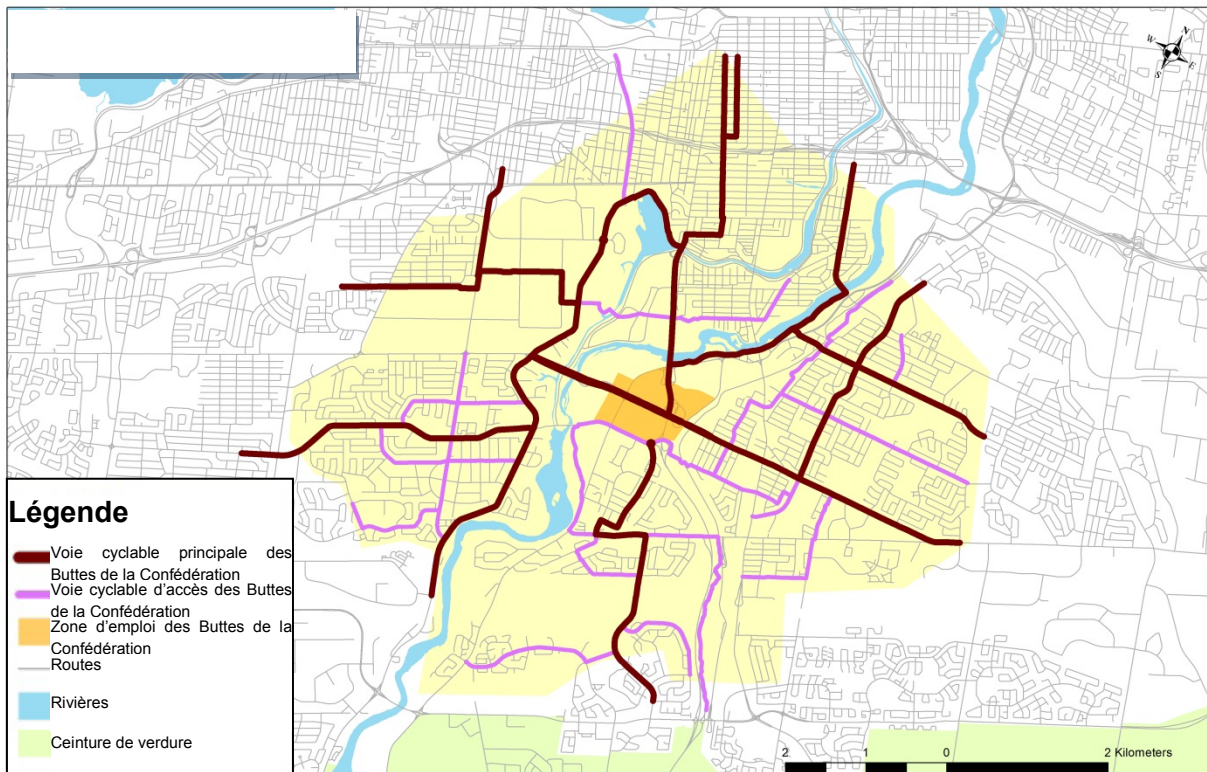 N
W
E
S
Légende
Voie cyclable principale des
Buttes de la Confédération
Voie cyclable d'accès des Buttes
de la Confédération
Zone d'emploi des Buttes de la
Confédération
Routes
Rivières
Ceinture de verdure
2 1 0 2 Kilometers